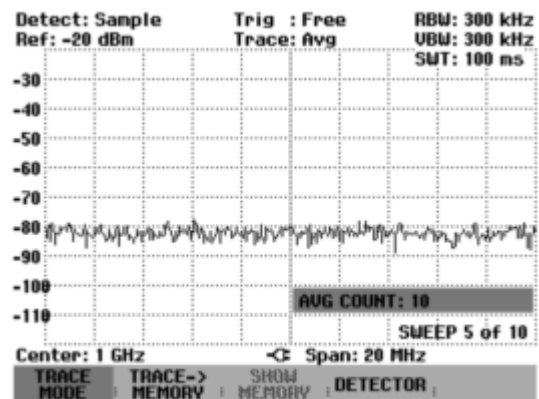 Detect: Sample Trig : Free RBW: 300 kHz
Ref: -20 dBm Trace: Avg VBW: 300 kHz
SWT: 100 ms
-30
-40
-50
-60
-70
-80
-90
-100
-110
AVG COUNT: 10
SWEEP 5 of 10
Center: 1 GHz Span: 20 MHz
TRACE MODE TRACE-> MEMORY SHOW MEMORY DETECTOR